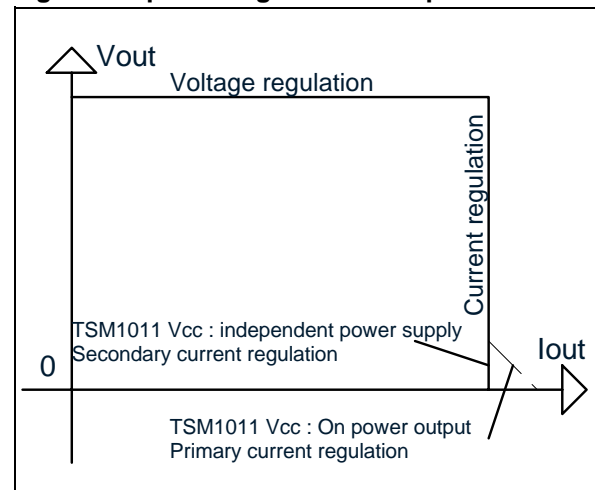 Vout
Voltage regulation
Current regulation
TSM1011 Vcc : independent power supply
Secondary current regulation
0
Iout
TSM1011 Vcc : On power output
Primary current regulation